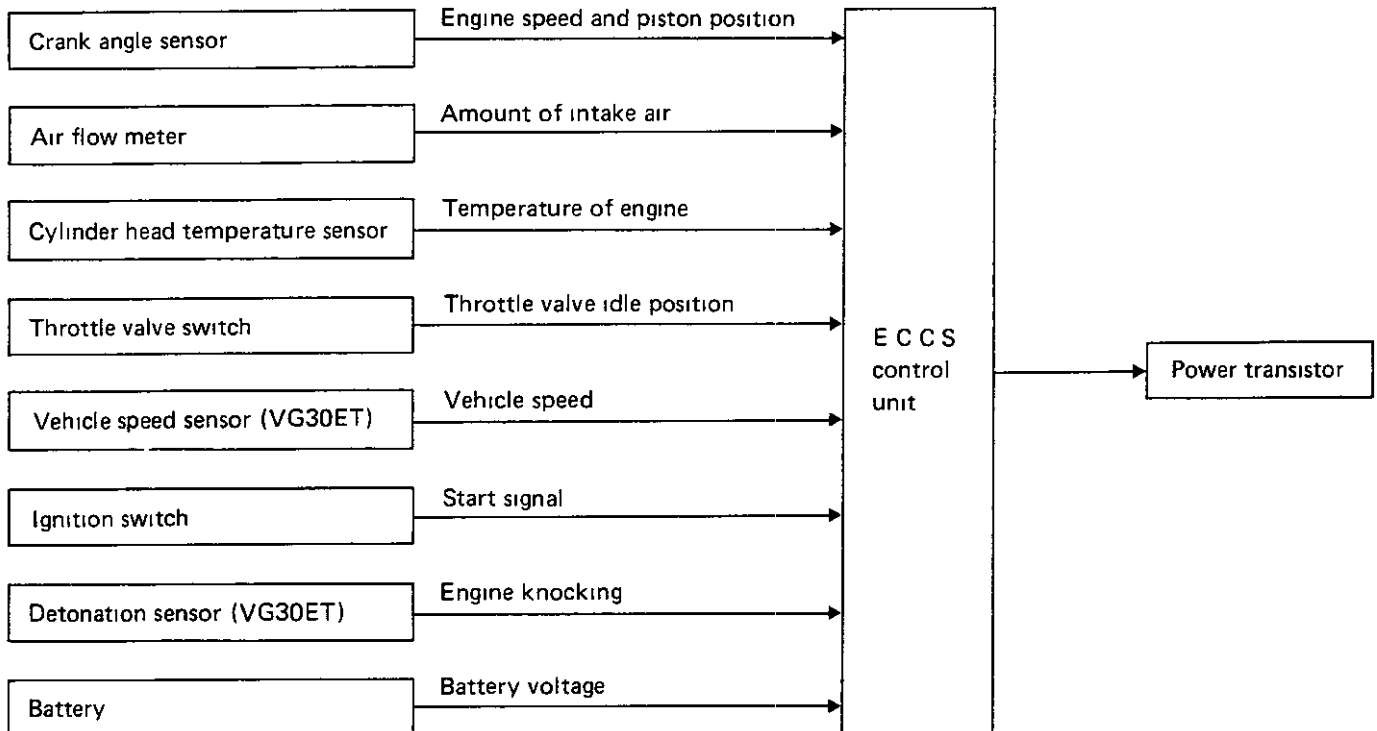 Crank angle sensor
Engine speed and piston position
Air flow meter
Amount of intake air
Cylinder head temperature sensor
Temperature of engine
Throttle valve switch
Throttle valve idle position
Vehicle speed sensor (VG30ET)
Vehicle speed
Ignition switch
Start signal
Detonation sensor (VG30ET)
Engine knocking
Battery
Battery voltage
E C C S
control
unit
Power transistor